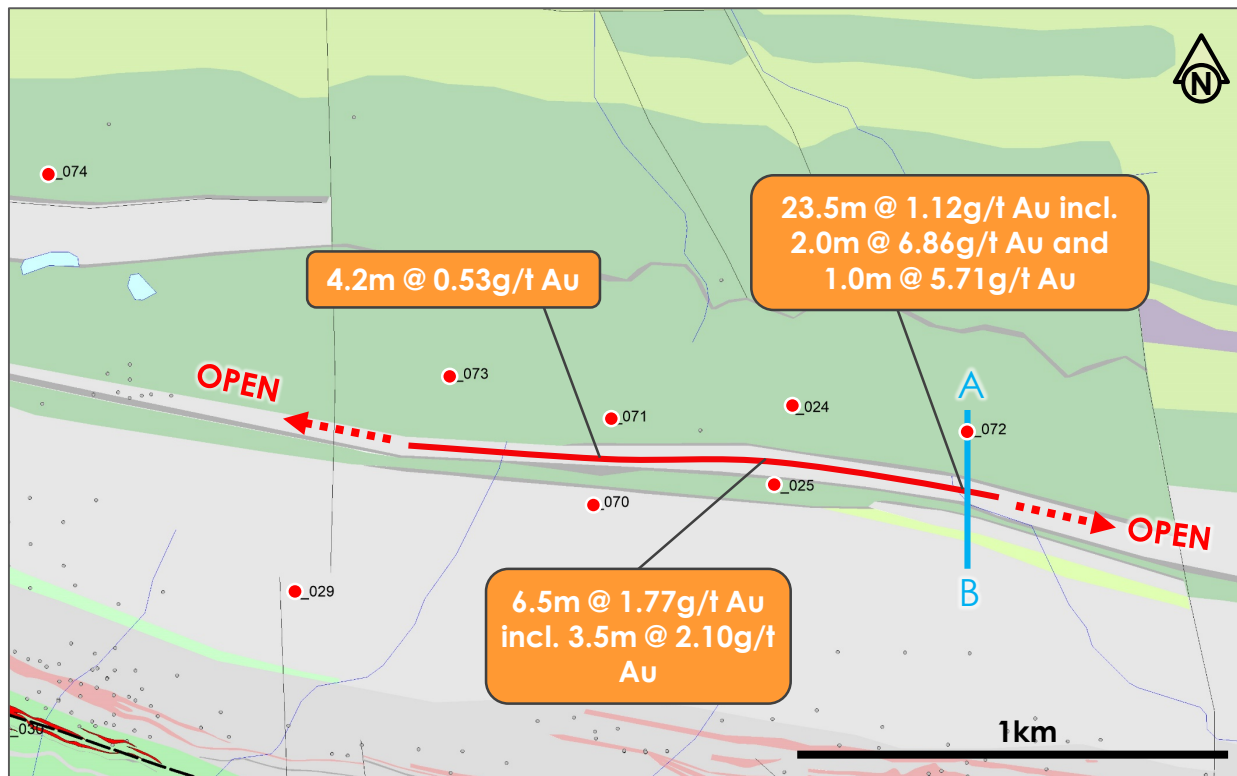 N
_074
23.5m @ 1.12g/t Au incl.
2.0m @ 6.86g/t Au and
1.0m @ 5.71g/t Au
4.2m @ 0.53g/t Au
OPEN
_073
_071
_024
A
_072
_025
_070
OPEN
B
_029
6.5m @ 1.77g/t Au
incl. 3.5m @ 2.10g/t
Au
_030
1km